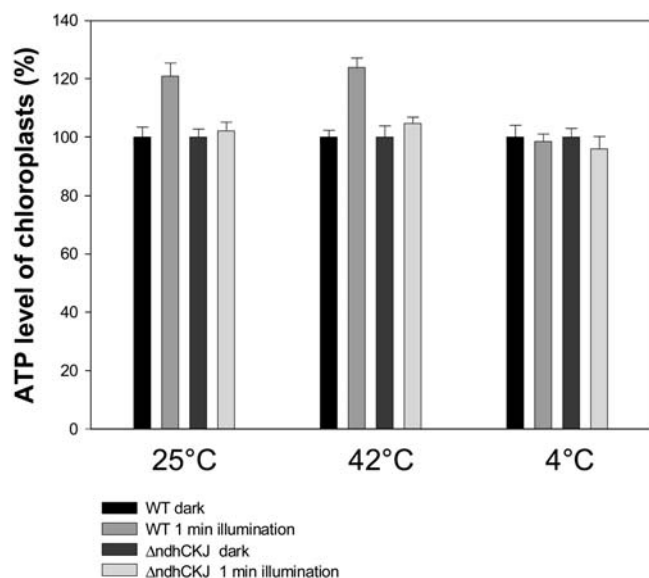 ATP level of chloroplasts (%)
140
120
100
80
60
40
20
0
25°C 42°C 4°C
WT dark
WT 1 min illumination
ΔndhCKJ dark
ΔndhCKJ 1 min illumination